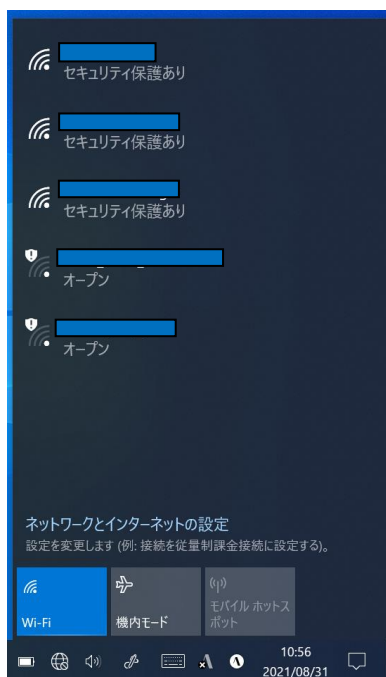 セキュリティ保護あり
セキュリティ保護あり
セキュリティ保護あり
オープン
オープン
ネットワークとインターネットの設定
設定を変更します (例: 接続を従量制課金接続に設定する)。
Wi-Fi
機内モード
モバイル ホットス
ポット
10:56
2021/08/31